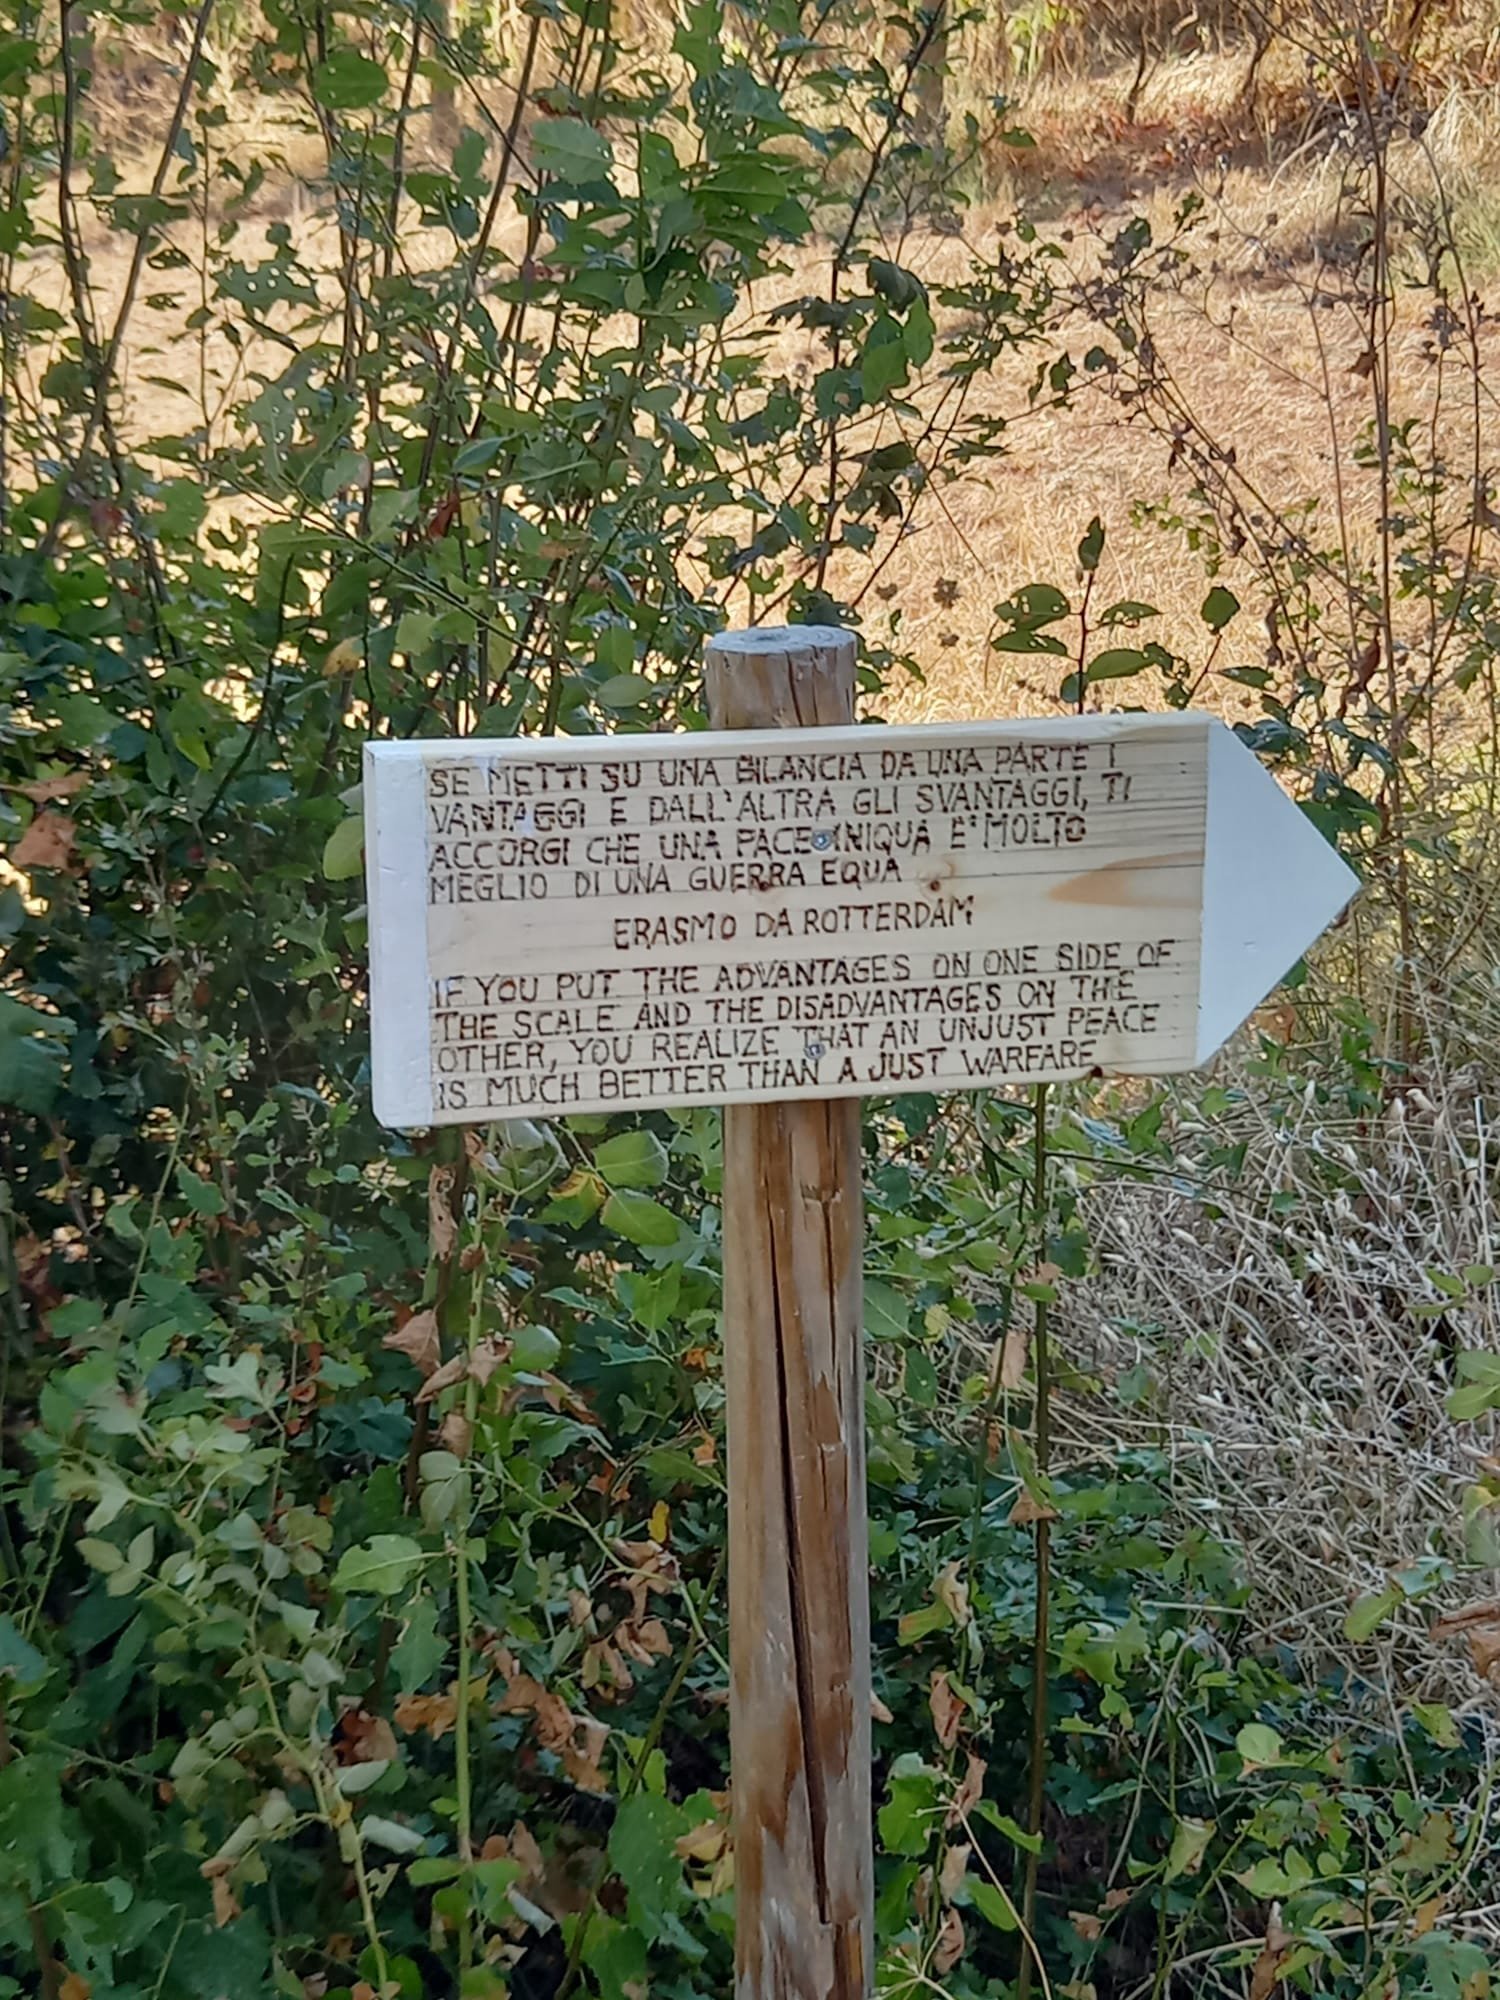 SE METTI SU UNA BILANCIA DA UNA PARTE I
VANTAGGI E DALL'ALTRA GLI SVANTAGGI, TI
ACCORGI CHE UNA PACE INIQUA E' MOLTO
MEGLIO DI UNA GUERRA EQUA
ERASMO DA ROTTERDAM
IF YOU PUT THE ADVANTAGES ON ONE SIDE OF
THE SCALE AND THE DISADVANTAGES ON THE
OTHER, YOU REALIZE THAT AN UNJUST PEACE
IS MUCH BETTER THAN A JUST WARFARE